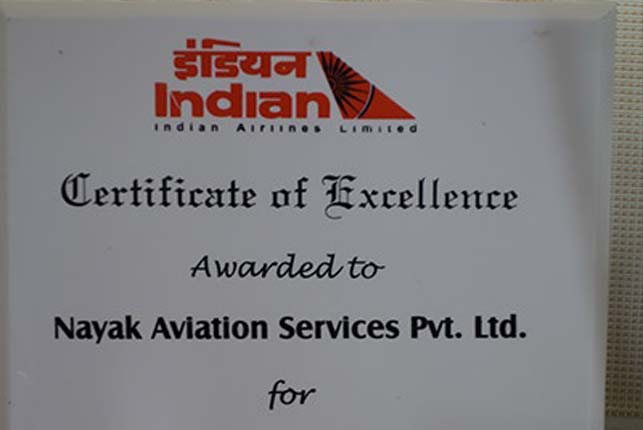 इंडियन
Indian
Indian Airlines Limited
Certificate of Excellence
Awarded to
Nayak Aviation Services Pvt. Ltd.
for